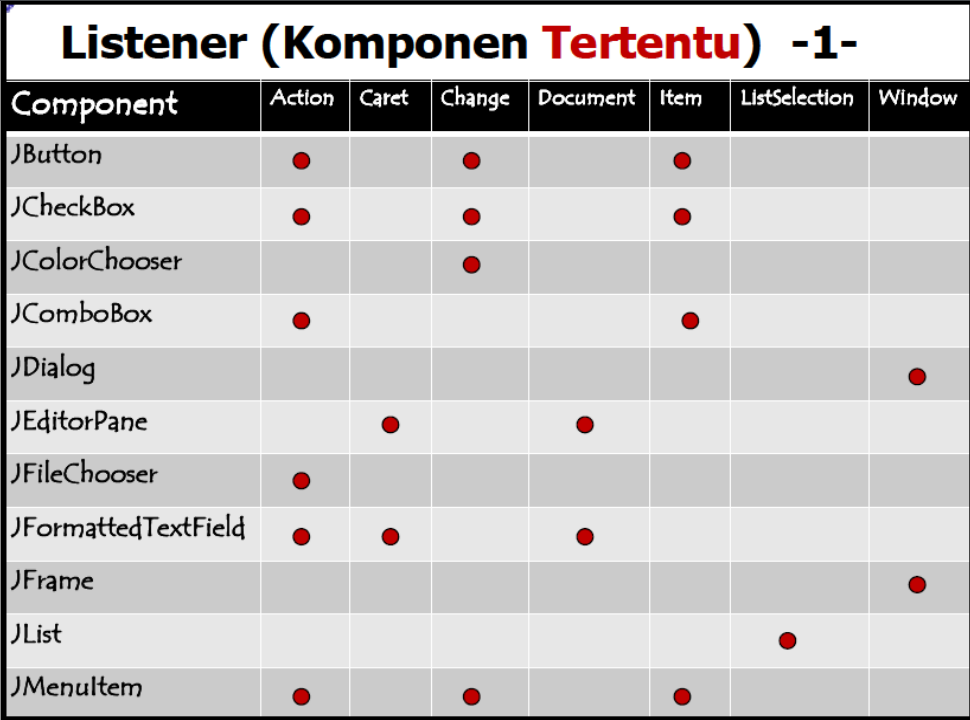 Listener (Komponen Tertentu) -1-
Component Action Caret Change Document Item ListSelection Window
JButton
JCheckBox
JColorChooser
JComboBox
JDialog
JEditorPane
JFileChooser
JFormattedTextField
JFrame
JList
JMenuItem